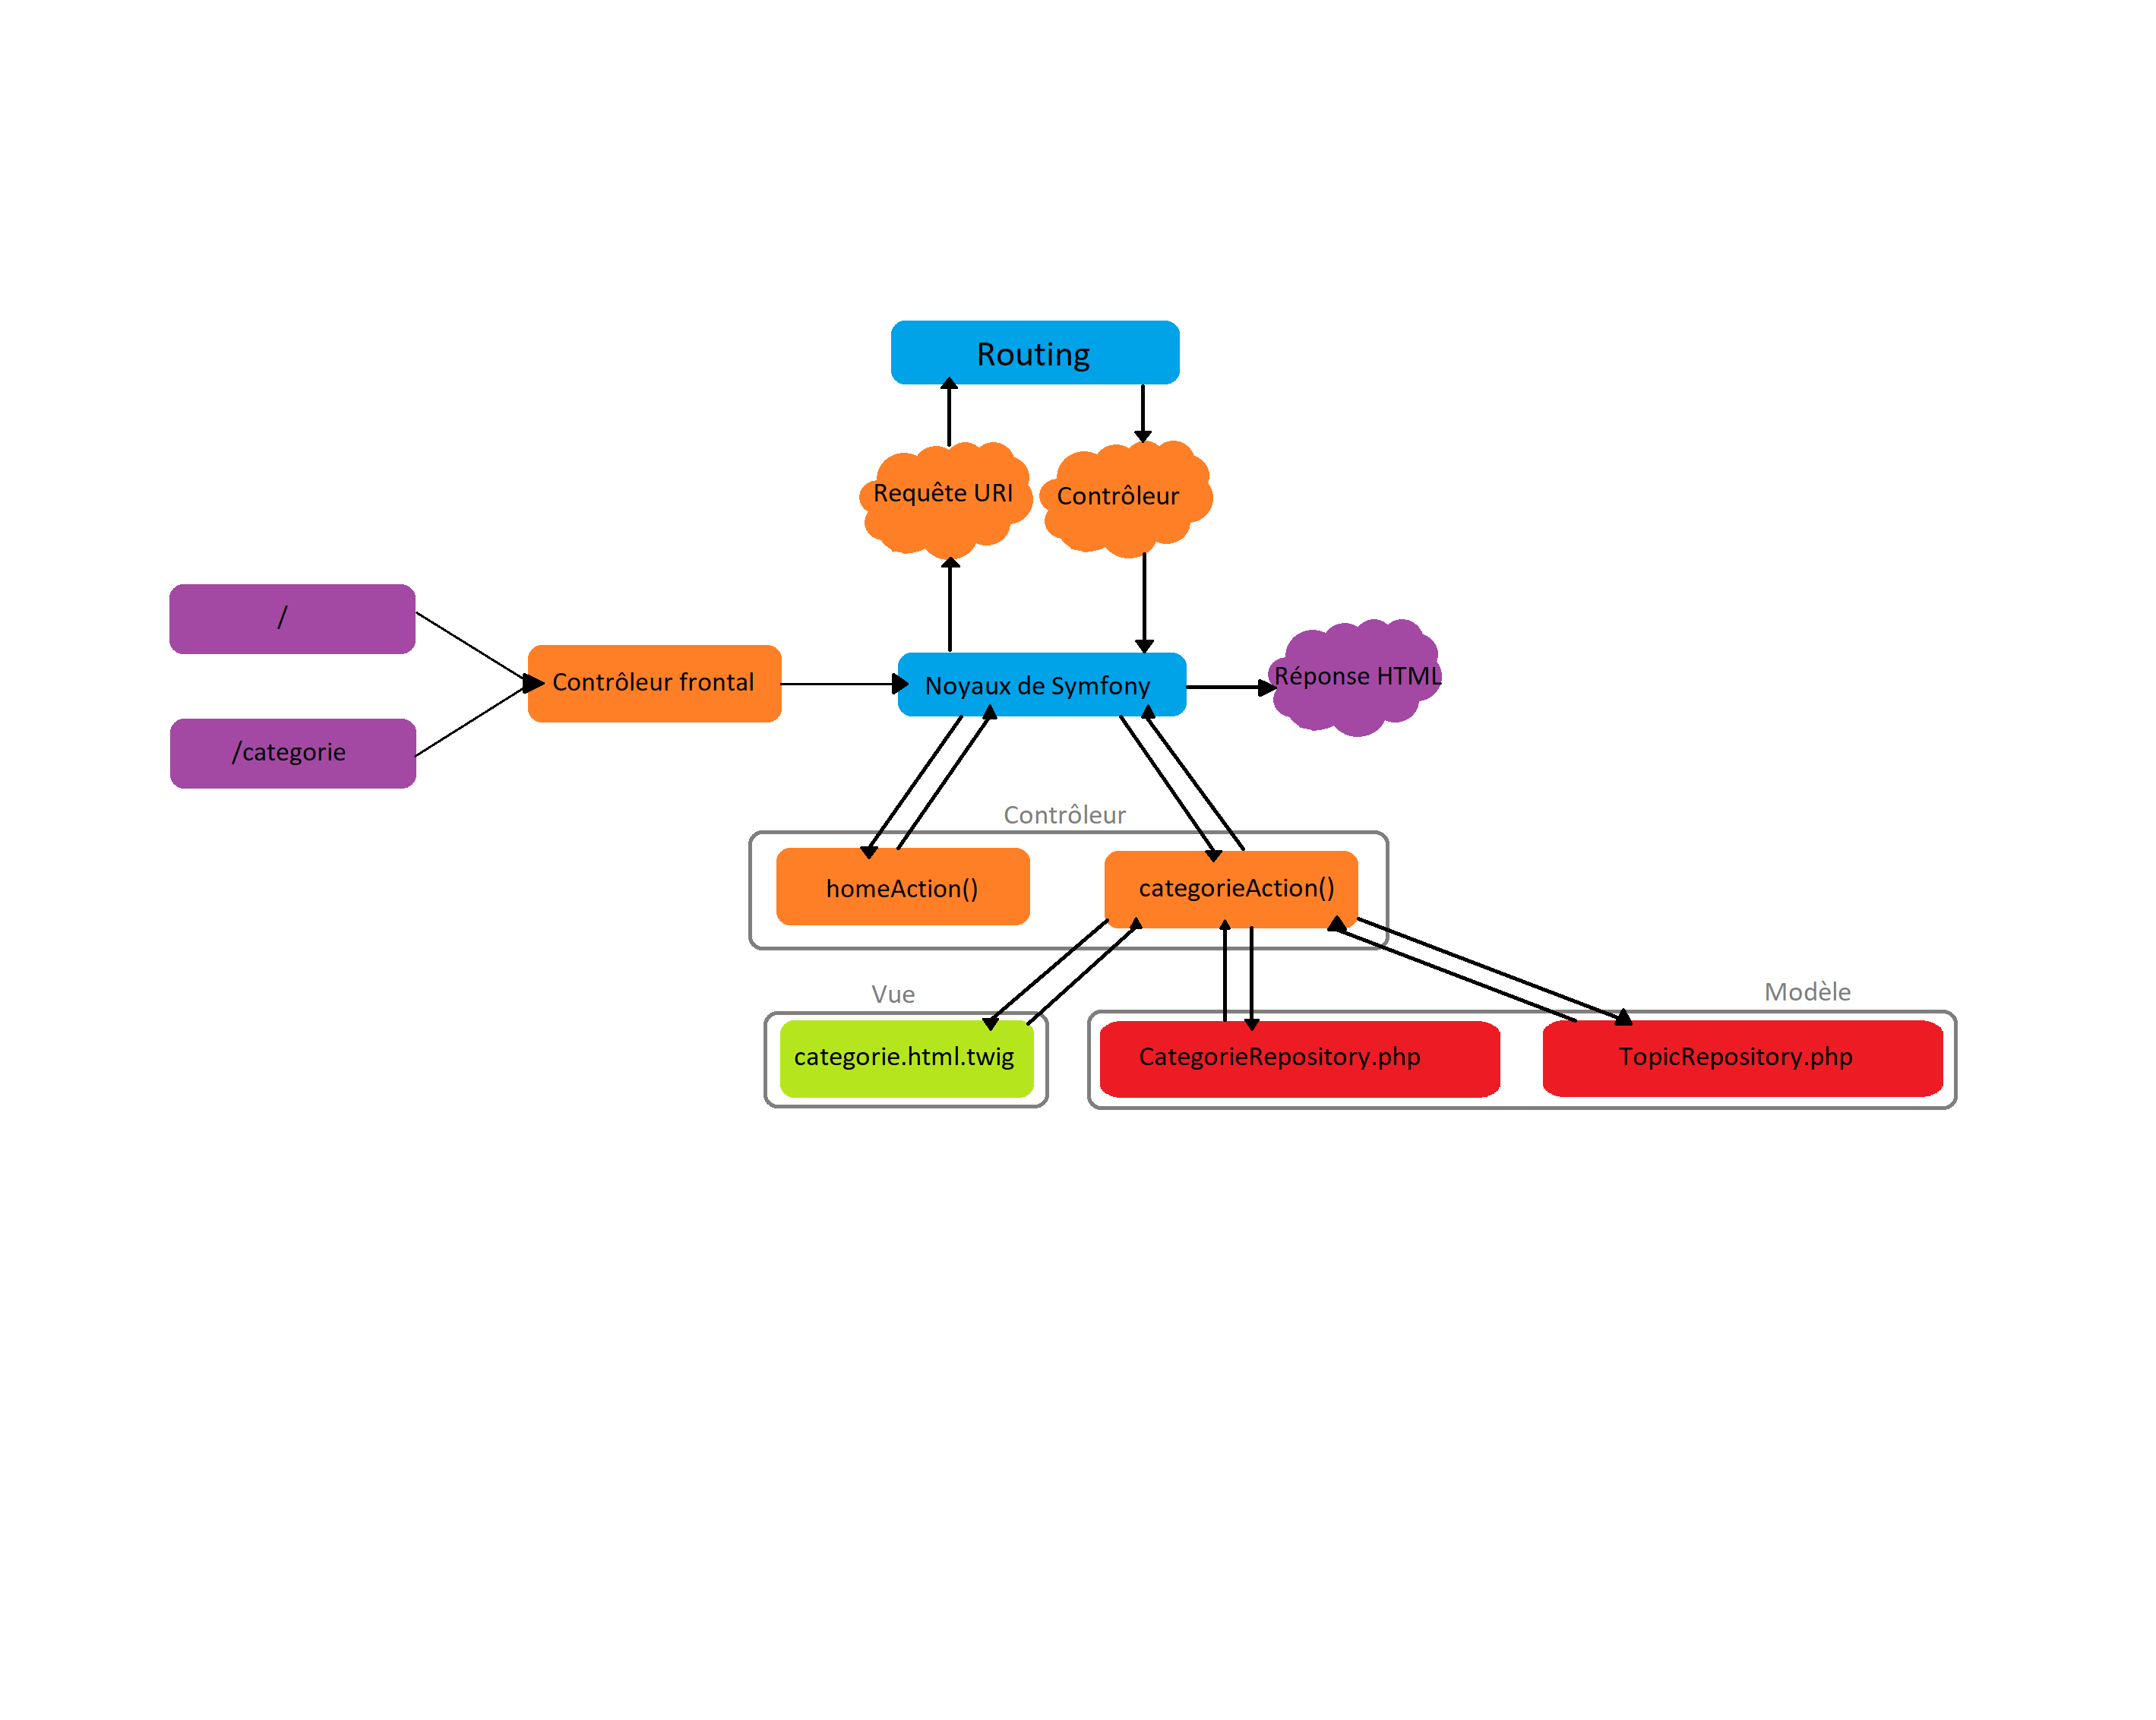 Routing
Requête URI
Contrôleur
/
Contrôleur frontal
Noyaux de Symfony
Réponse HTML
/categorie
Contrôleur
homeAction()
categorieAction()
Vue
Modèle
categorie.html.twig
CategorieRepository.php
TopicRepository.php